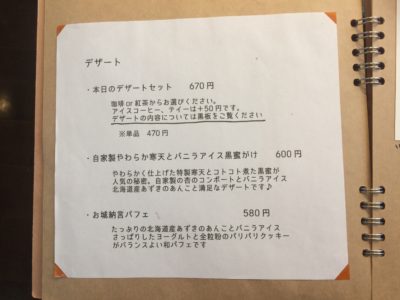 デザート
・本日のデザートセット 670円
珈琲 or 紅茶からお選びください。
アイスコーヒー、ティーは+50円です。
デザートの内容については黒板をご覧ください
※単品 470円
・自家製やわらか寒天とバニラアイス黒蜜がけ 600円
やわらかく仕上げた特製寒天とコトコト煮た黒蜜が
人気の秘密。自家製の杏のコンポートとバニラアイス
北海道産あずきのあんこと満足なデザートです♪
・お城納言パフェ 580円
たっぷりの北海道産あずきのあんことバニラアイス
さっぱりしたヨーグルトと全粒粉のパリパリクッキー
がバランスよい和パフェです